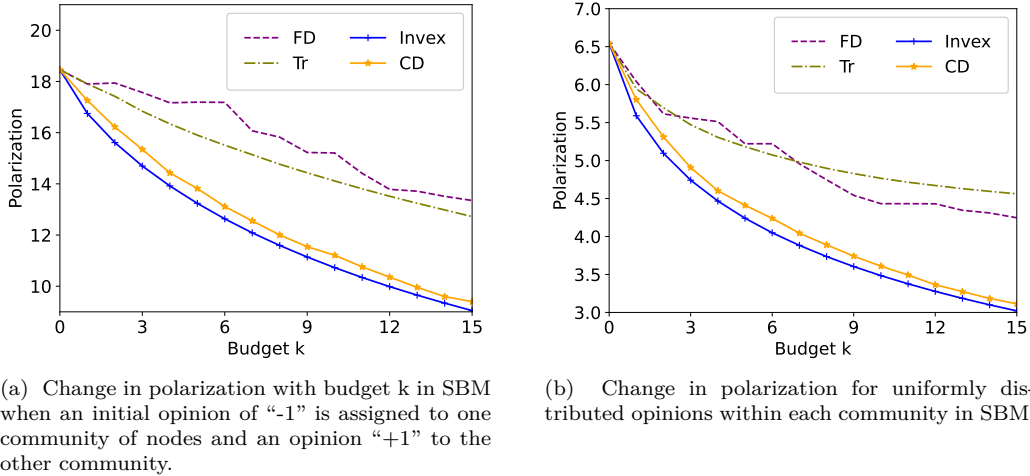 20
18
16
14
12
10
Polarization
0 3 6 9 12 15
Budget k
FD Invex
Tr CD
7.0
6.5
6.0
5.5
5.0
4.5
4.0
3.5
3.0
Polarization
0 3 6 9 12 15
Budget k
FD Invex
Tr CD
(a) Change in polarization with budget k in SBM
when an initial opinion of “-1” is assigned to one
community of nodes and an opinion “+1” to the
other community.
(b) Change in polarization for uniformly dis-
tributed opinions within each community in SBM